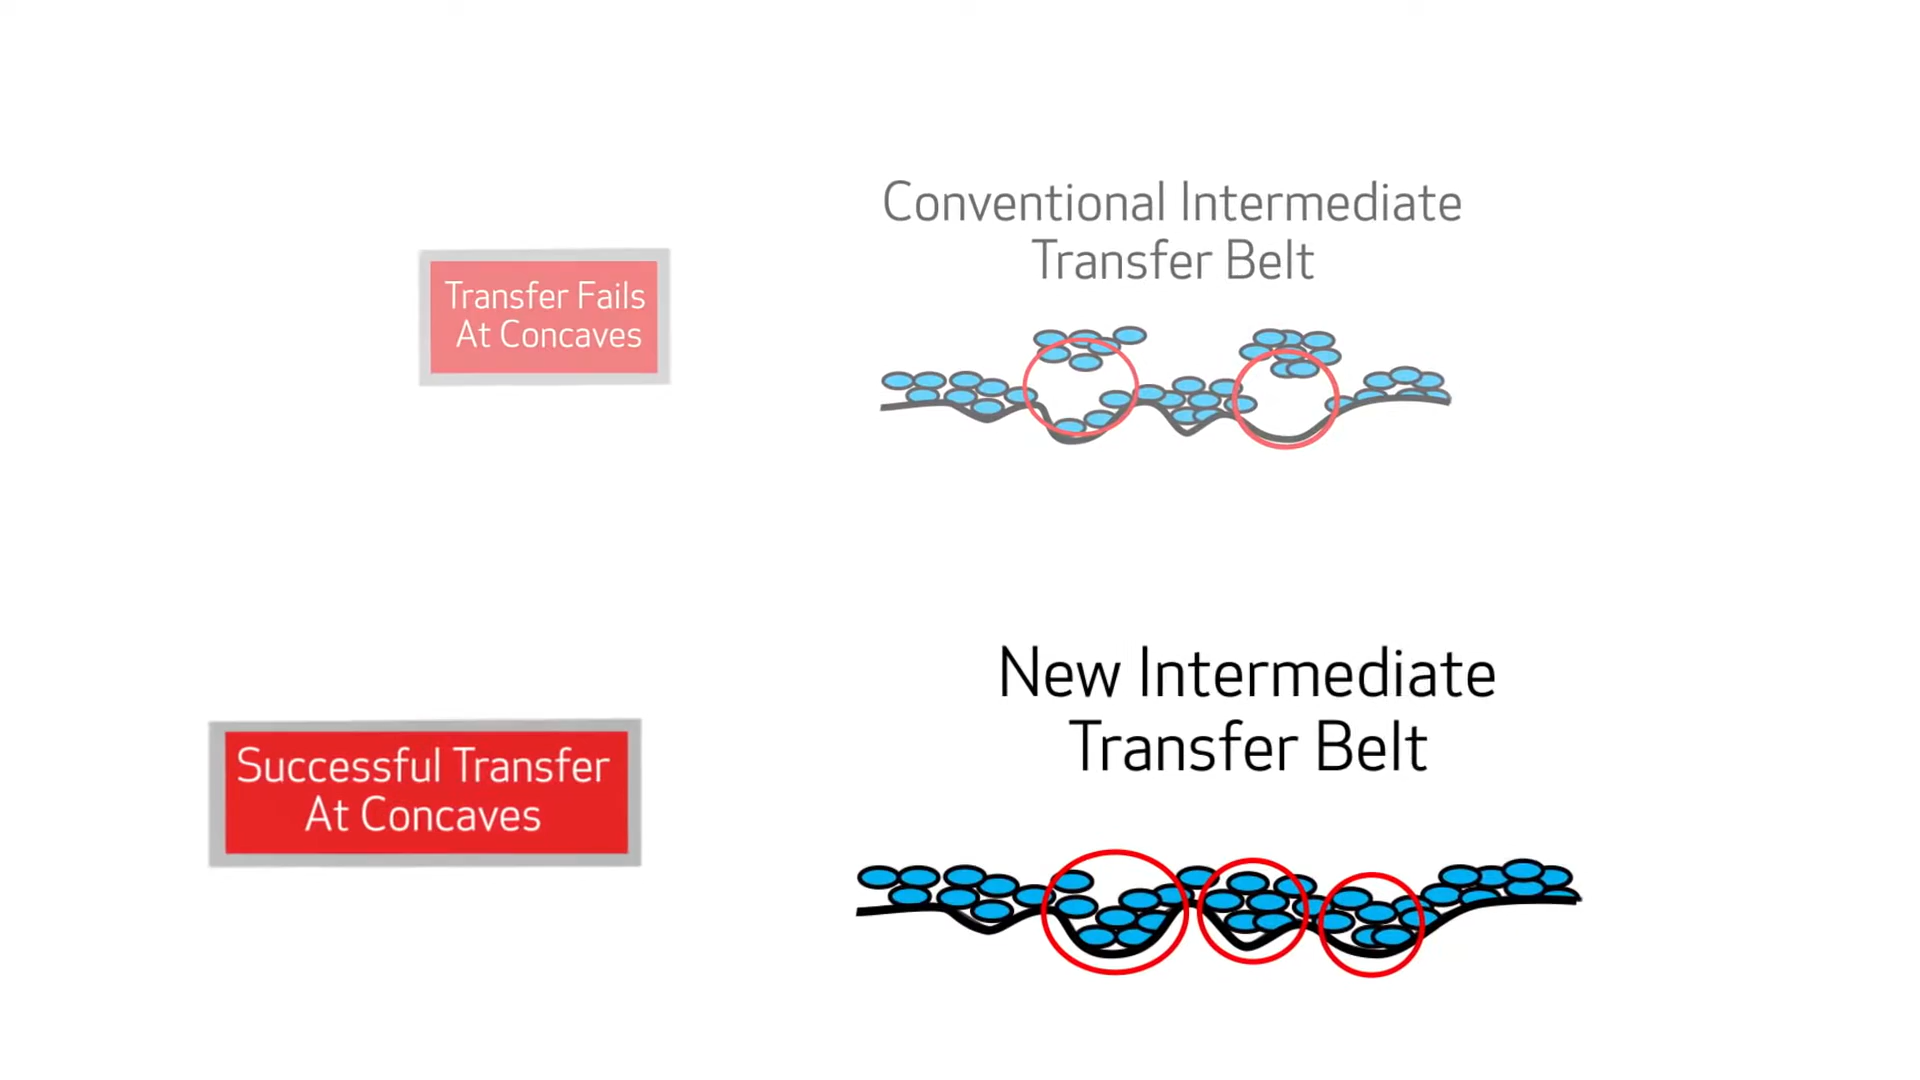 Conventional Intermediate
Transfer Belt
Transfer Fails
At Concaves
New Intermediate
Transfer Belt
Successful Transfer
At Concaves